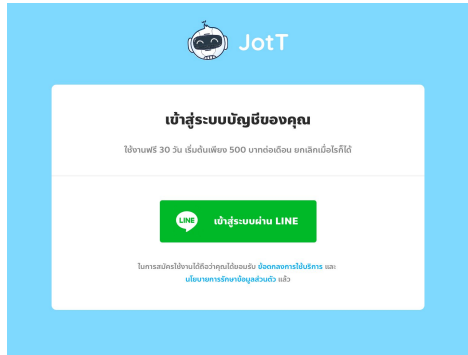 JotT
เข้าสู่ระบบบัญชีของคุณ
ใช้งานฟรี 30 วัน เริ่มต้นเพียง 500 บาทต่อเดือน ยกเลิกเมื่อไรก็ได้
LINE เข้าสู่ระบบผ่าน LINE
ในการสมัครใช้งานได้ถือว่าคุณได้ยอมรับ ข้อตกลงการใช้บริการ และ
นโยบายการรักษาข้อมูลส่วนตัว แล้ว